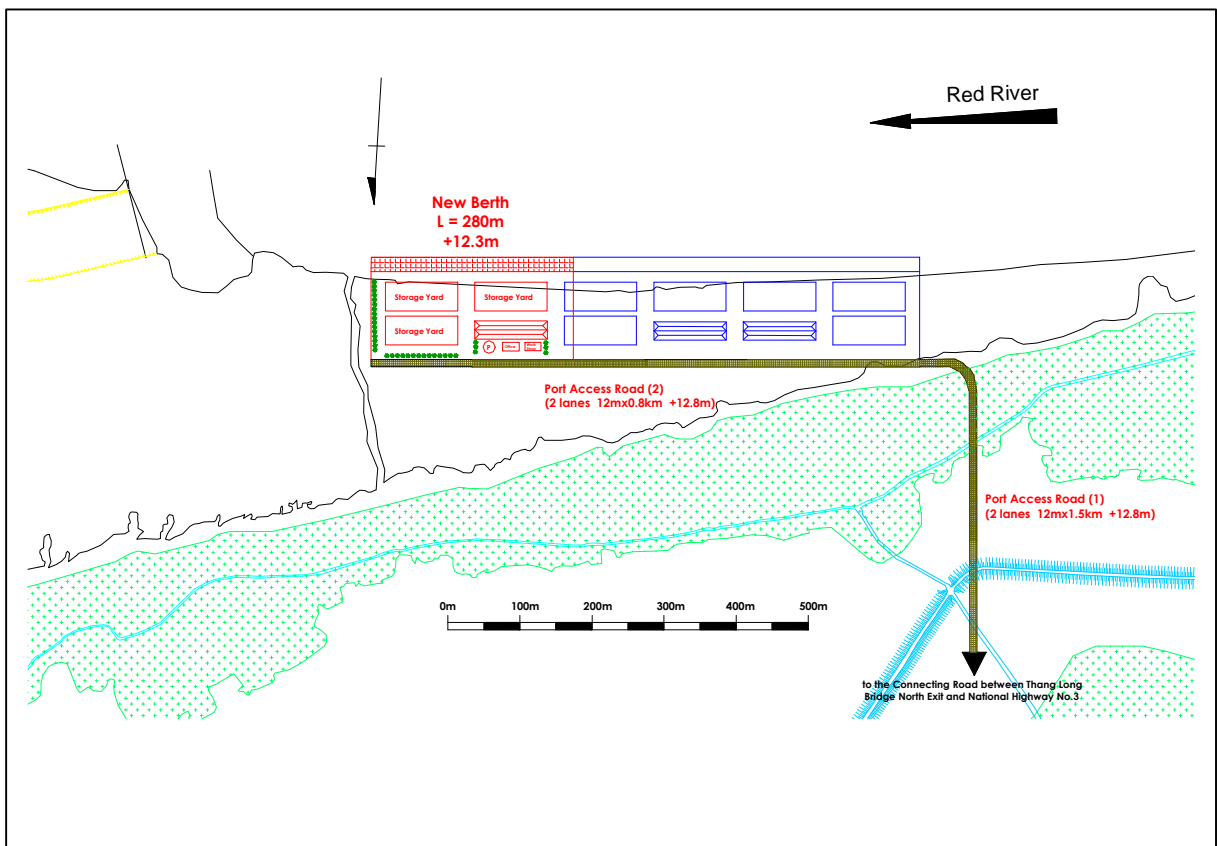 Red River
New Berth
L = 280m
+12.3m
Storage Yard
Storage Yard
Storage Yard
P
Office
Port Access Road (2)
(2 lanes 12mx0.8km +12.8m)
Port Access Road (1)
(2 lanes 12mx1.5km +12.8m)
0m 100m 200m 300m 400m 500m
to the Connecting Road between Thang Long
Bridge North Exit and National Highway No.3